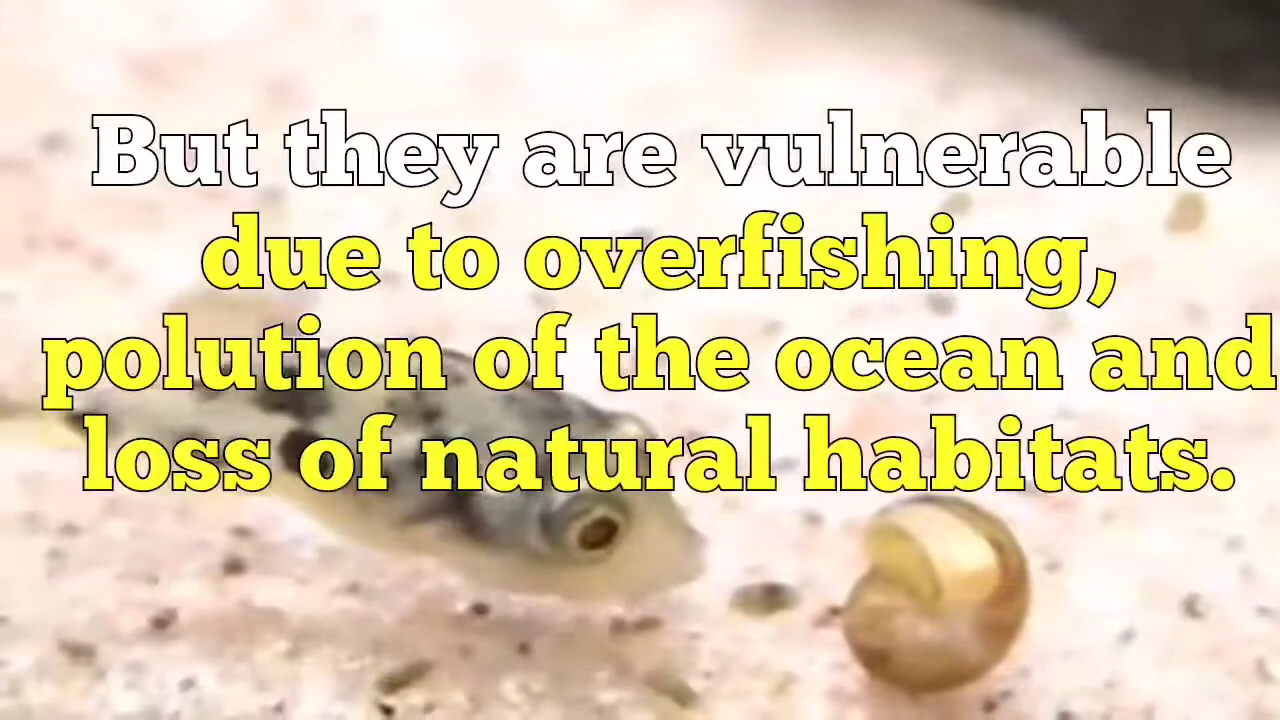 But they are vulnerable
due to overfishing,
polution of the ocean and
loss of natural habitats.